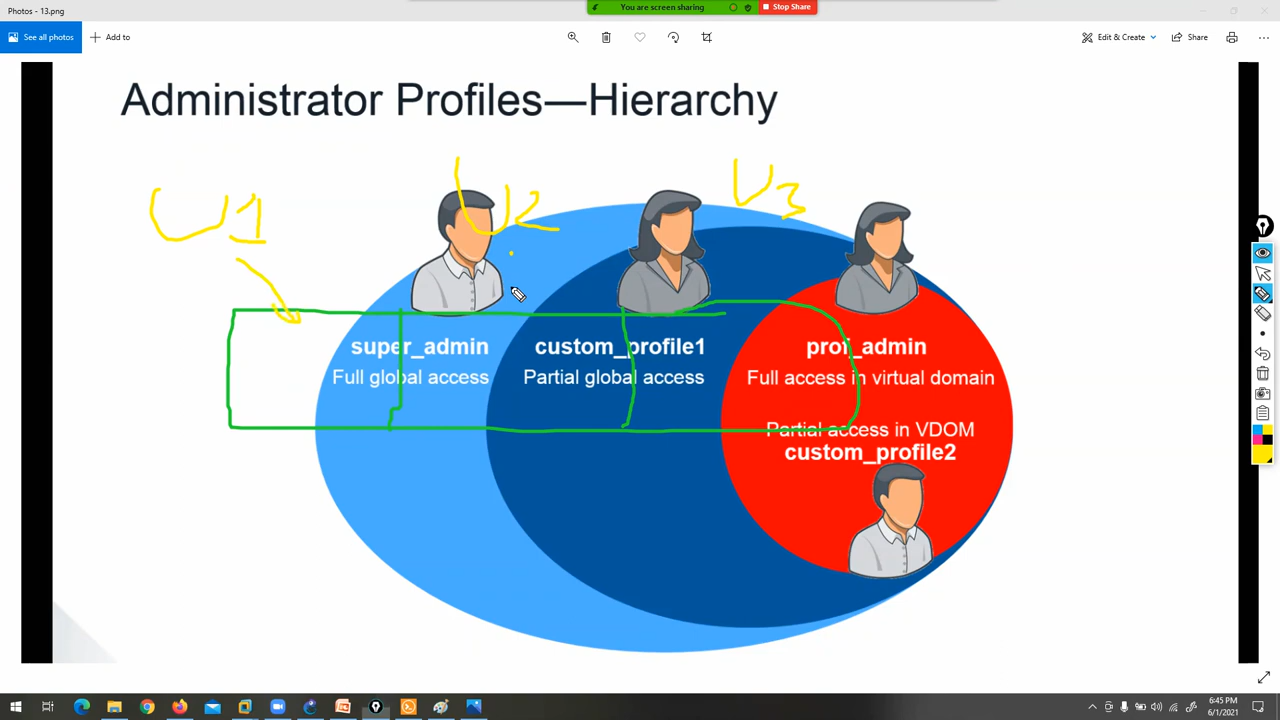 Photos - 13.png
You are screen sharing
Stop Share
See all photos
Add to
Edit & Create
Share
Administrator Profiles—Hierarchy
U1
U2
U3
super_admin
Full global access
custom_profile1
Partial global access
prof_admin
Full access in virtual domain
Partial access in VDOM
custom_profile2
6:45 PM
6/1/2021